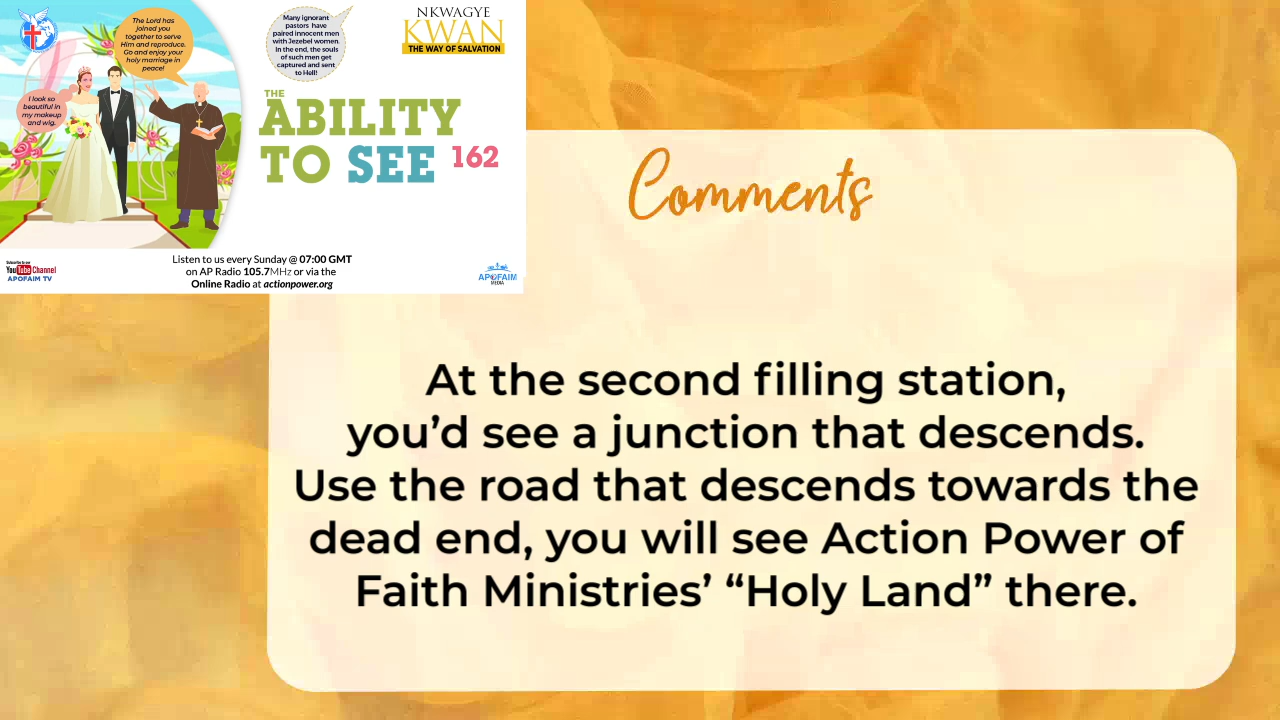 The Lord has
joined you
together to serve
Him and reproduce.
Go and enjoy your
holy marriage in
peace!
I look so
beautiful in
my makeup
and wig.
Many ignorant
pastors have
paired innocent men
with Jezebel women.
In the end, the souls
of such men get
captured and sent
to Hell!
NKWAGYE
KWAN
THE WAY OF SALVATION
THE
ABILITY
TO SEE 162
Listen to us every Sunday @ 07:00 GMT
on AP Radio 105.7MHz or via the
Online Radio at actionpower.org
YouTube Channel
APOFAIM TV
APOFAIM
MEDIA
Comments
At the second filling station,
you’d see a junction that descends.
Use the road that descends towards the
dead end, you will see Action Power of
Faith Ministries’ “Holy Land” there.